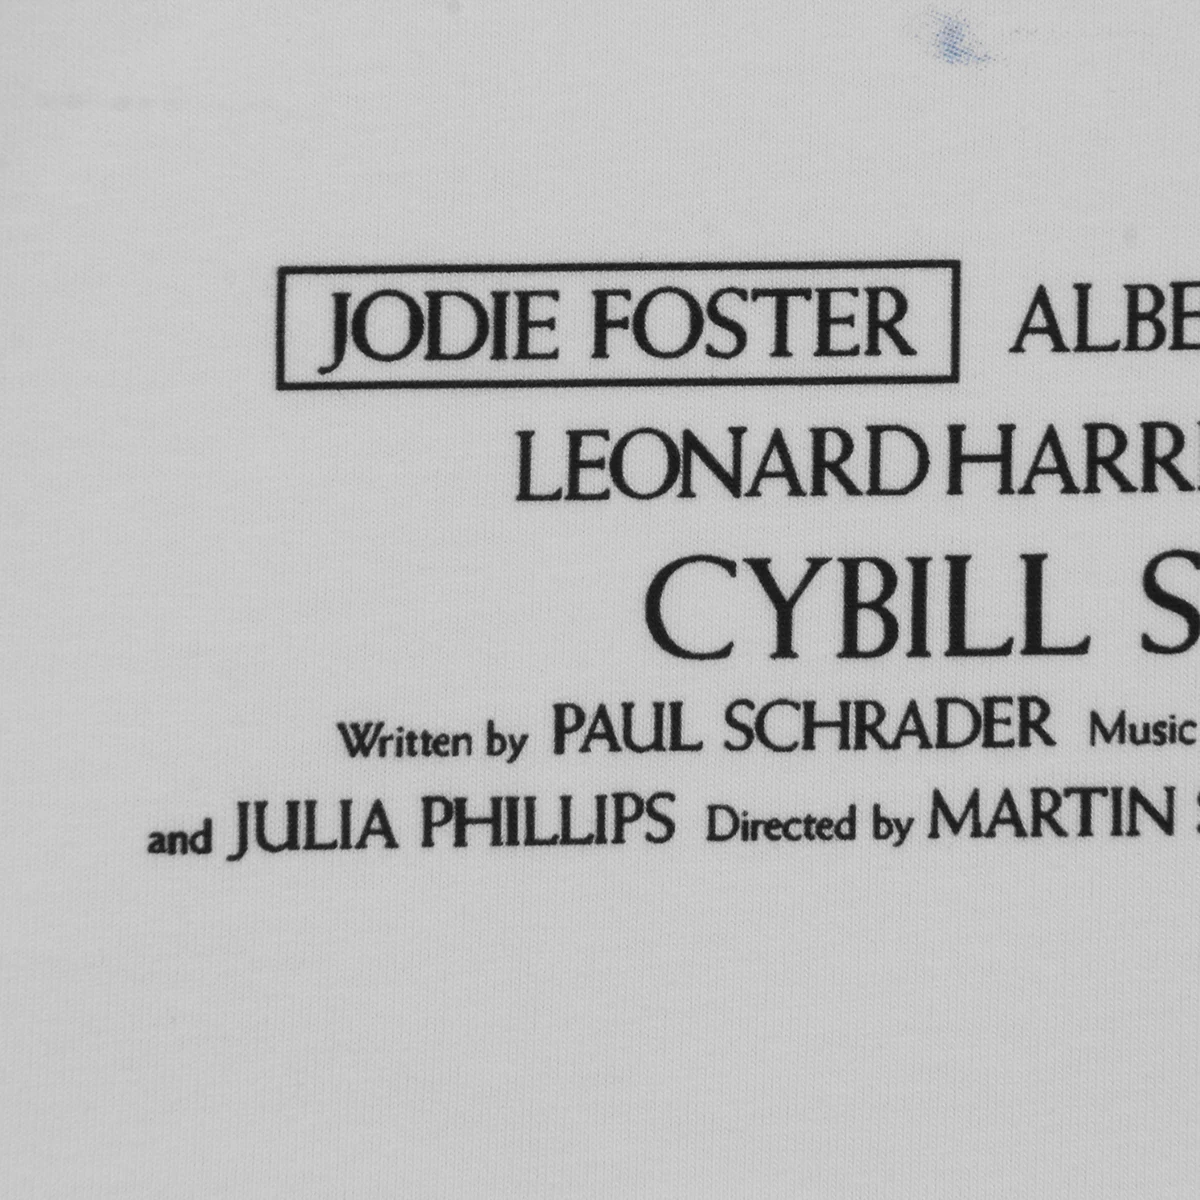 JODIE FOSTER ALBE
LEONARD HARR
CYBILL S
Written by PAUL SCHRADER Music
and JULIA PHILLIPS Directed by MARTIN S